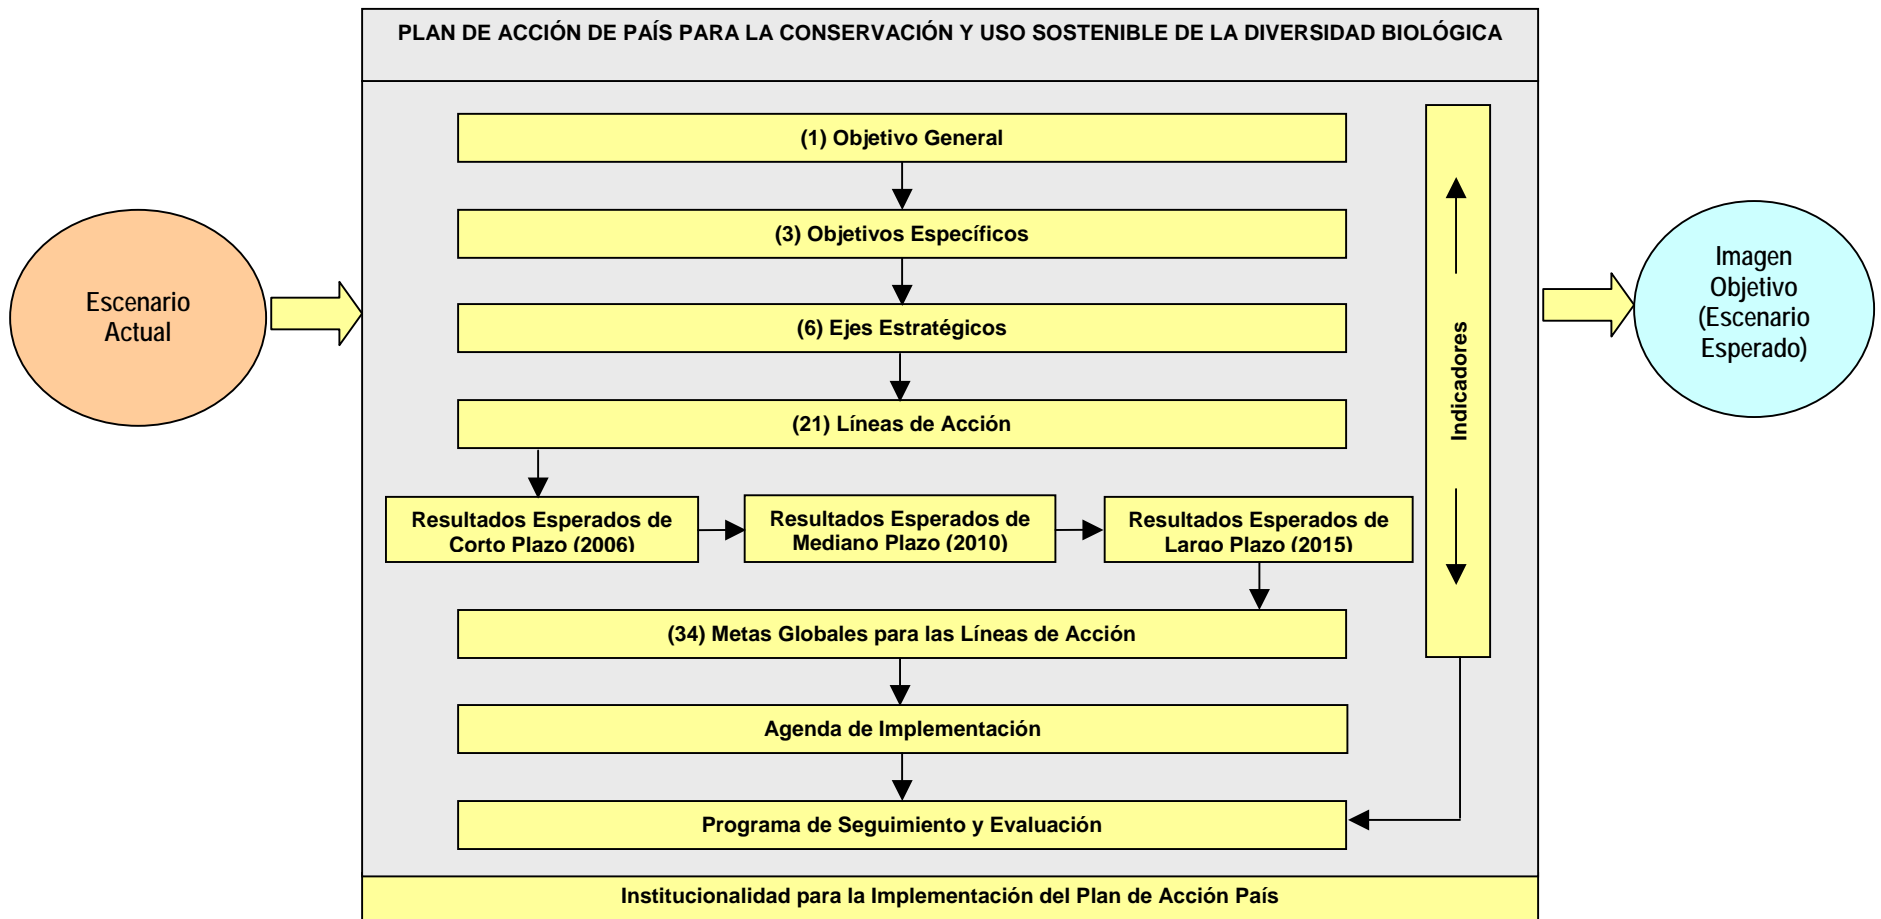 PLAN DE ACCIÓN DE PAÍS PARA LA CONSERVACIÓN Y USO SOSTENIBLE DE LA DIVERSIDAD BIOLÓGICA
Escenario
Actual
(1) Objetivo General
(3) Objetivos Específicos
(6) Ejes Estratégicos
(21) Líneas de Acción
Resultados Esperados de
Corto Plazo (2006)
Resultados Esperados de
Mediano Plazo (2010)
Resultados Esperados de
Largo Plazo (2015)
(34) Metas Globales para las Líneas de Acción
Agenda de Implementación
Programa de Seguimiento y Evaluación
Indicadores
Institucionalidad para la Implementación del Plan de Acción País
Imagen
Objetivo
(Escenario
Esperado)